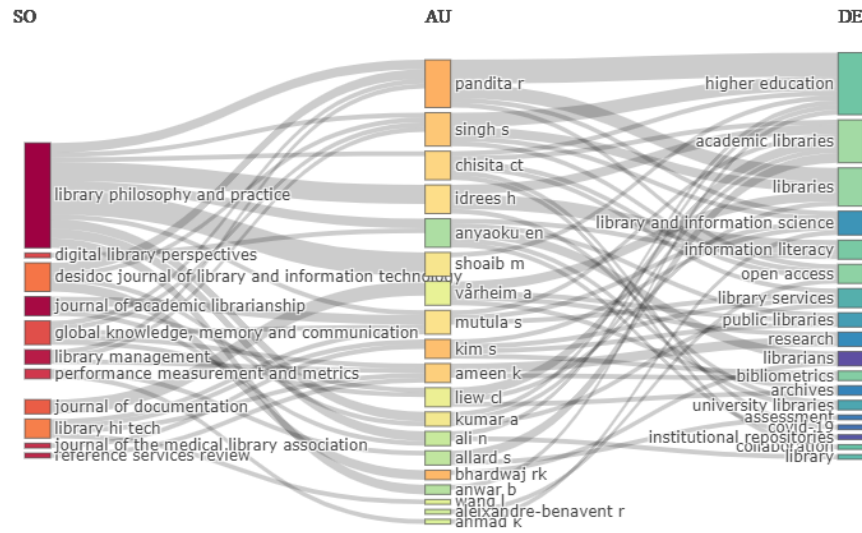 SO
AU
DE
library philosophy and practice
digital library perspectives
desidoc journal of library and information technology
journal of academic librarianship
global knowledge, memory and communication
library management
performance measurement and metrics
journal of documentation
library hi tech
journal of the medical library association
reference services review
pandita r
singh s
chisita ct
idrees h
anyaoku en
shoaib m
vårheim a
mutula s
kim s
ameen k
liew cl
kumar a
ali n
allard s
bhardwaj rk
anwar b
wang l
aleixandre-benavent r
ahmad k
higher education
academic libraries
libraries
library and information science
information literacy
open access
library services
public libraries
research
librarians
bibliometrics
archives
university libraries
assessment
covid-19
institutional repositories
collaboration
library